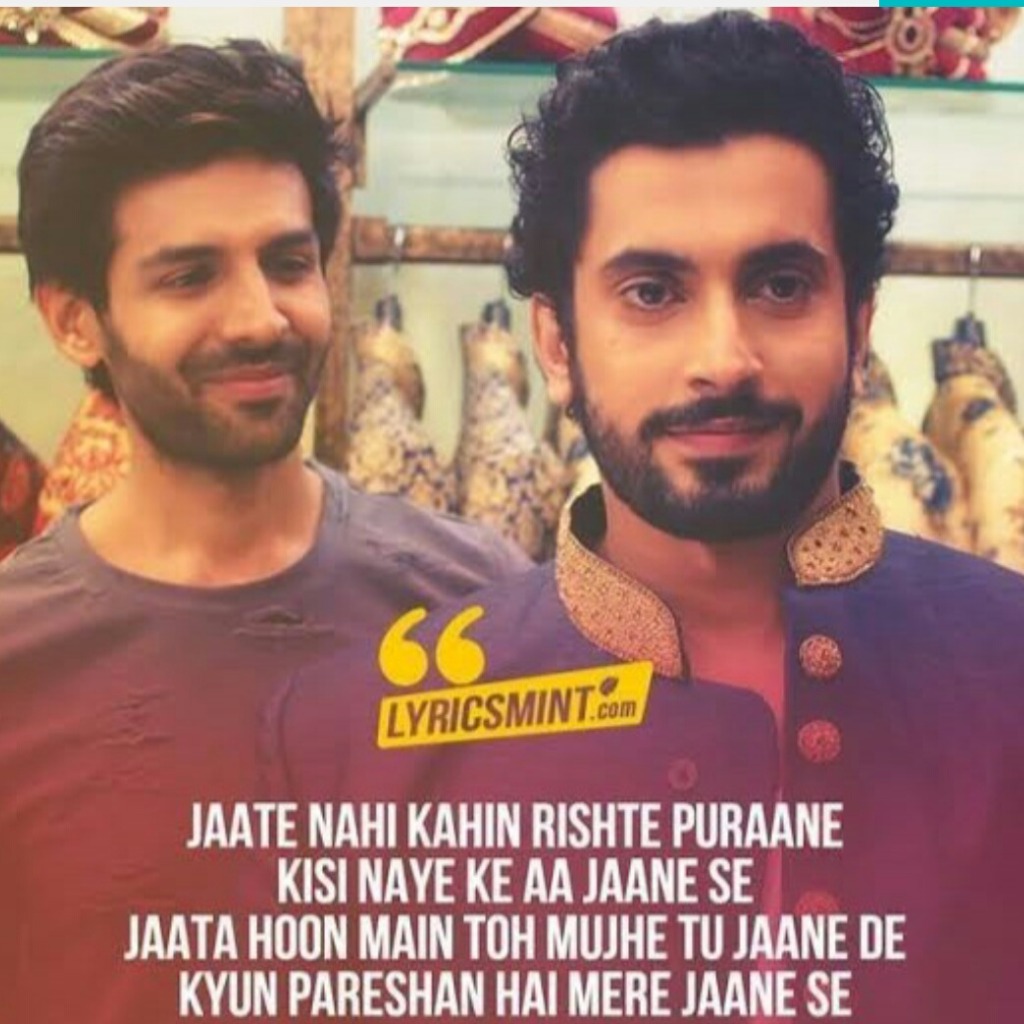 LYRICSMINT.com
JAATE NAHI KAHIN RISHTE PURAANE
KISI NAYE KE AA JAANE SE
JAATA HOON MAIN TOH MUJHE TU JAANE DE
KYUN PARESHAN HAI MERE JAANE SE